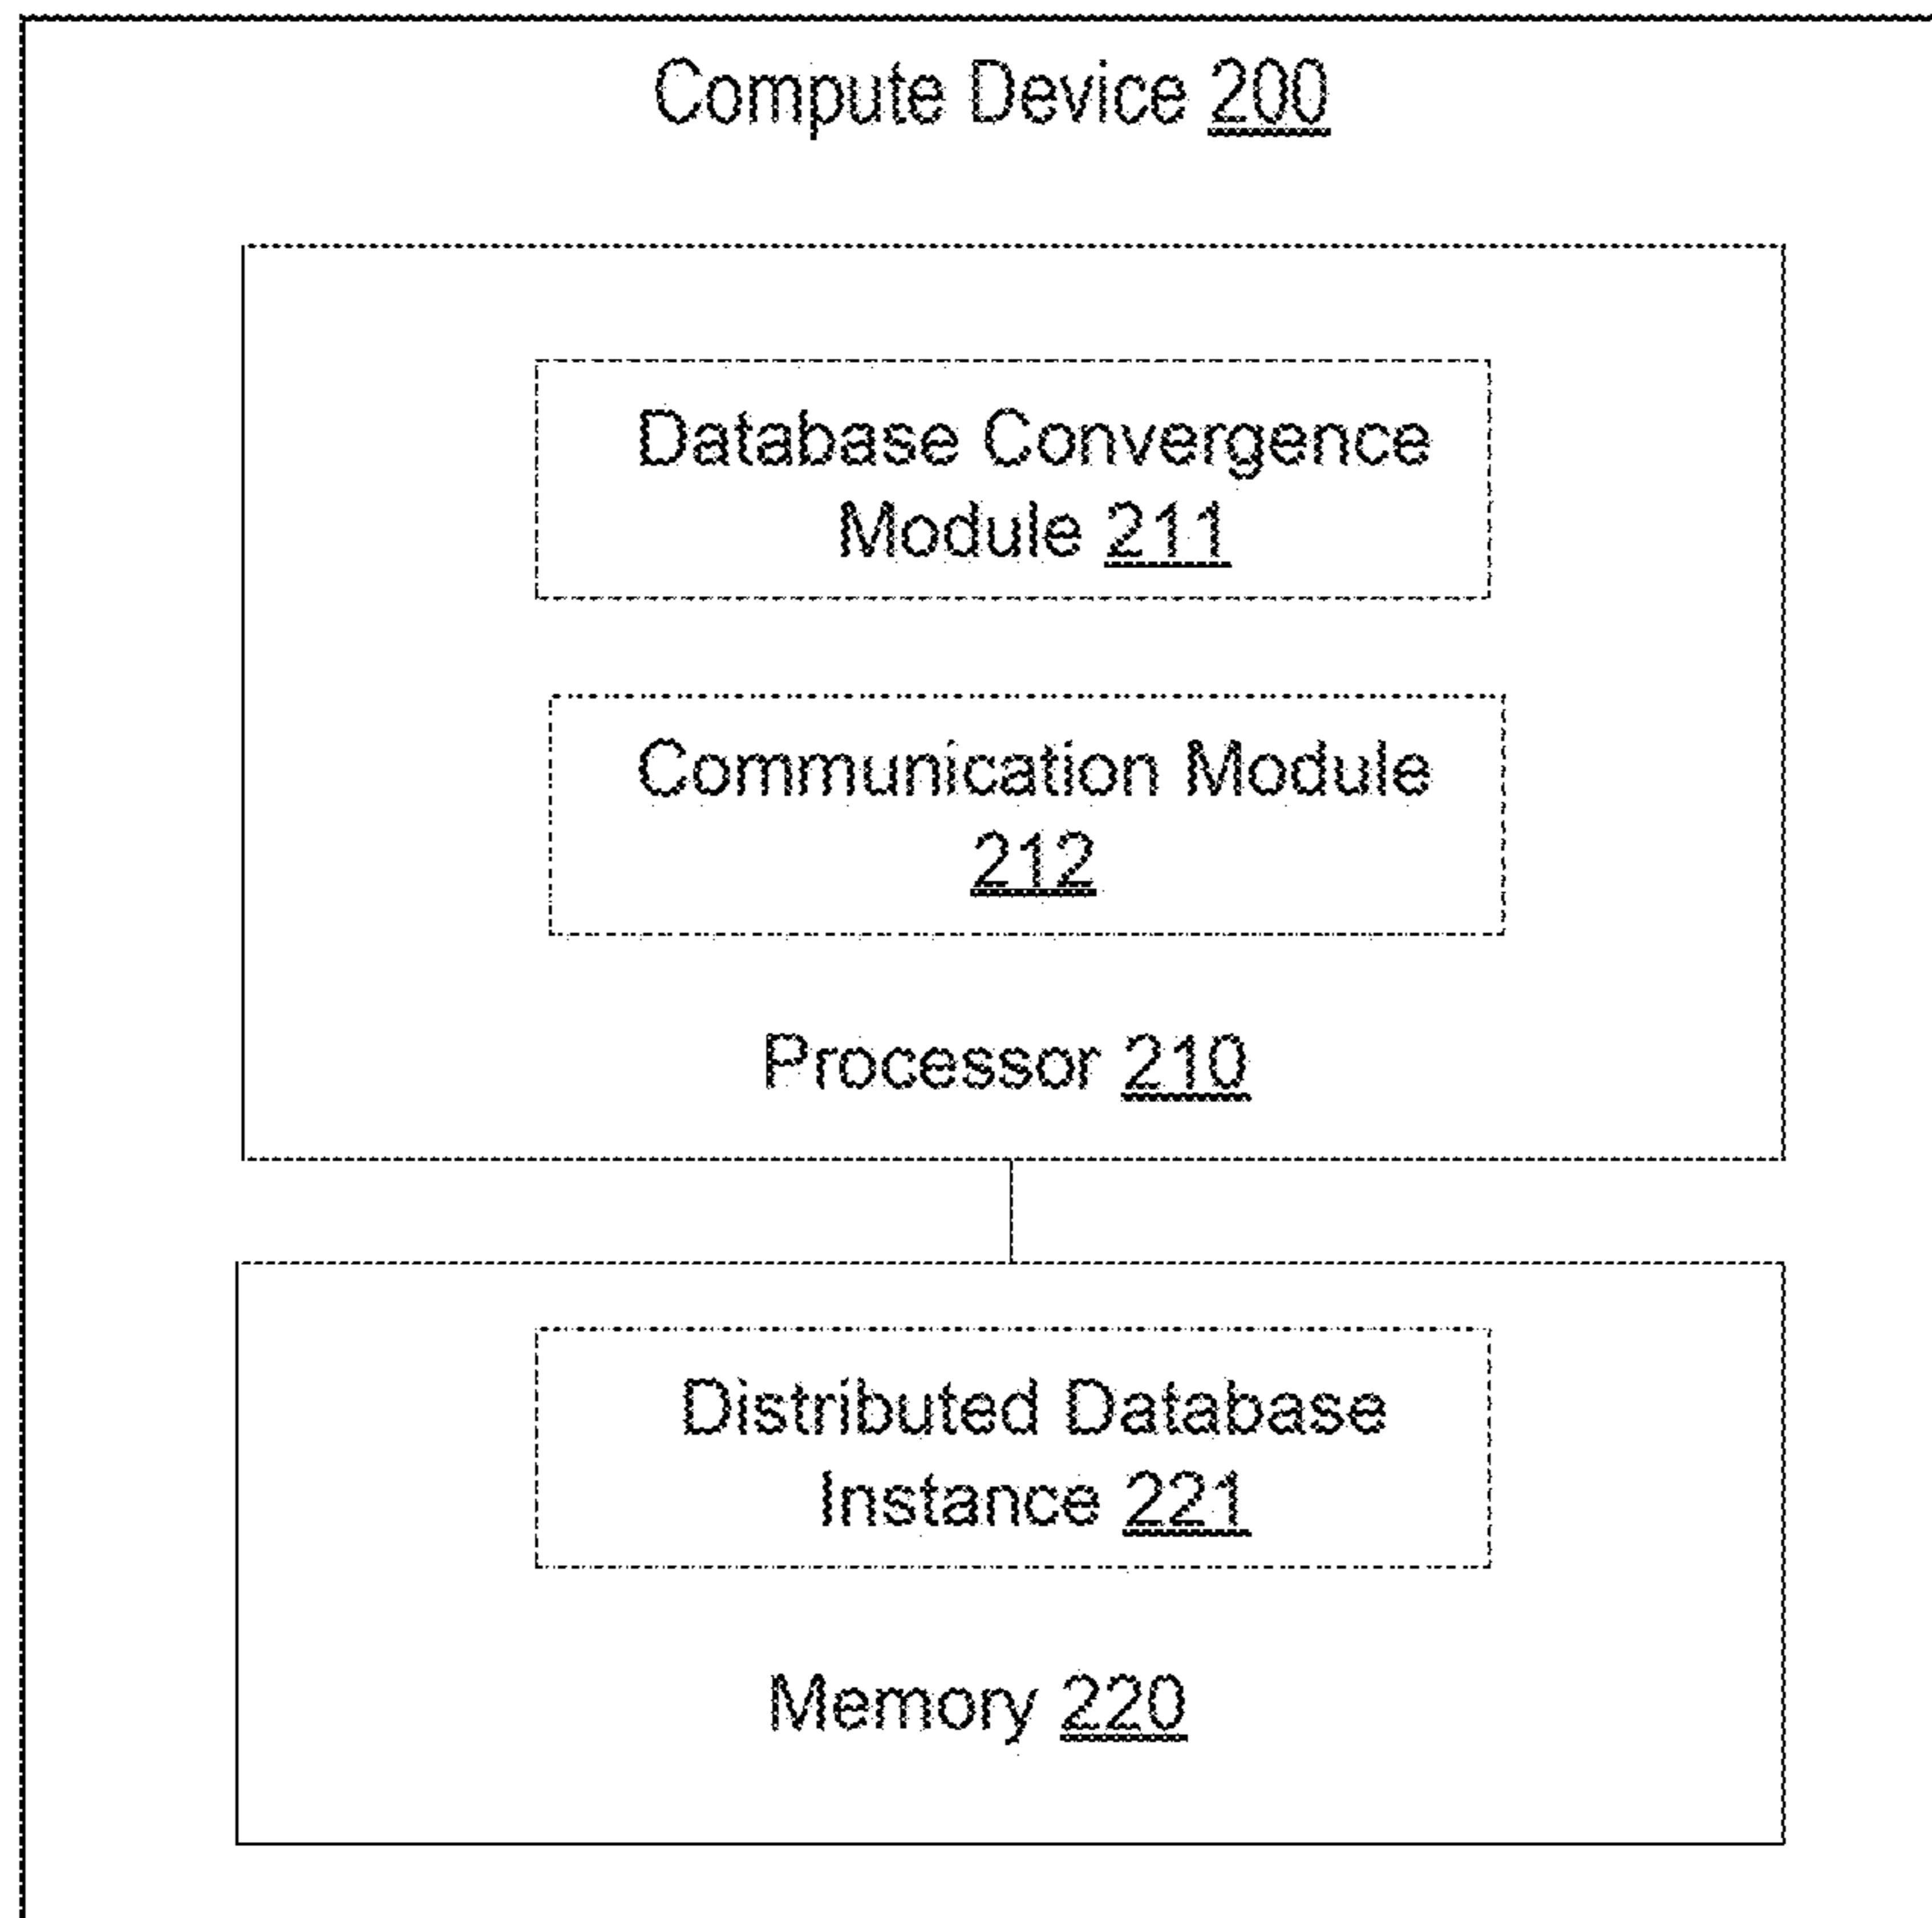 Compute Device 200
Database Convergence
Module 211
Communication Module
212
Processor 210
Distributed Database
Instance 221
Memory 220